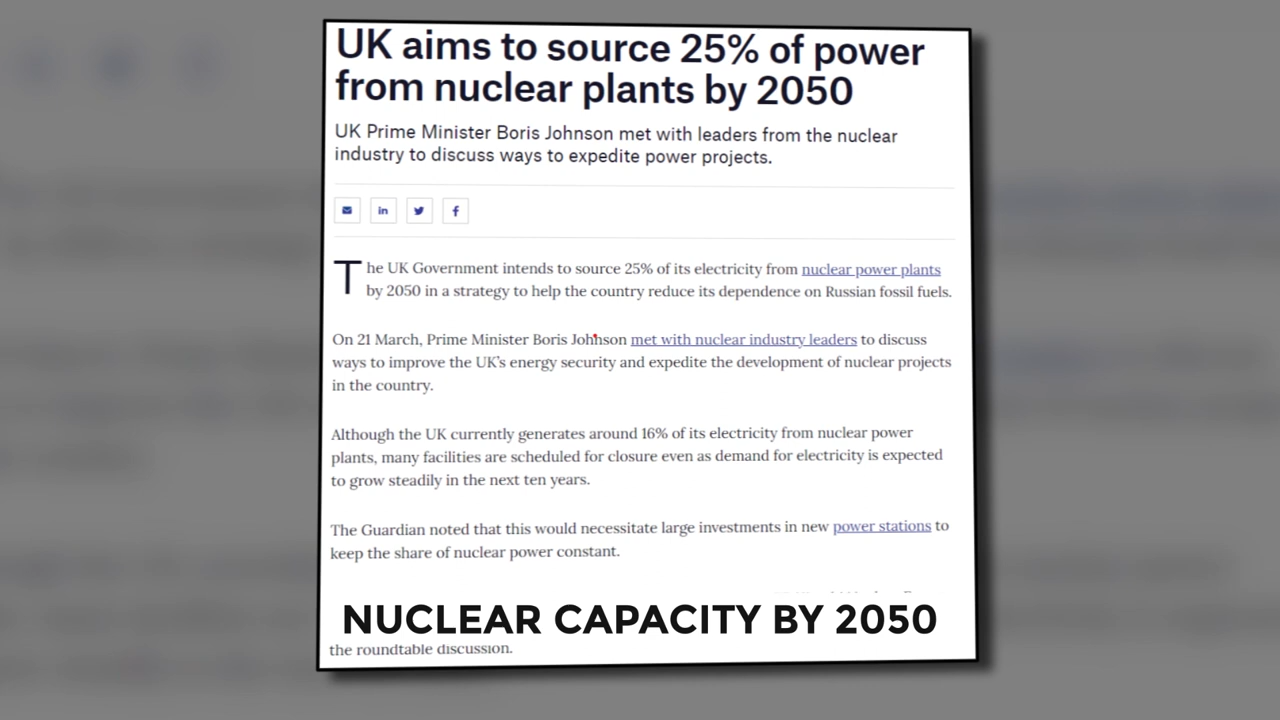 UK aims to source 25% of power
from nuclear plants by 2050
UK Prime Minister Boris Johnson met with leaders from the nuclear
industry to discuss ways to expedite power projects.
in
f
The UK Government intends to source 25% of its electricity from nuclear power plants
by 2050 in a strategy to help the country reduce its dependence on Russian fossil fuels.
On 21 March, Prime Minister Boris Johnson met with nuclear industry leaders to discuss
ways to improve the UK's energy security and expedite the development of nuclear projects
in the country.
Although the UK currently generates around 16% of its electricity from nuclear power
plants, many facilities are scheduled for closure even as demand for electricity is expected
to grow steadily in the next ten years.
The Guardian noted that this would necessitate large investments in new power stations to
keep the share of nuclear power constant.
NUCLEAR CAPACITY BY 2050
the roundtable discussion.